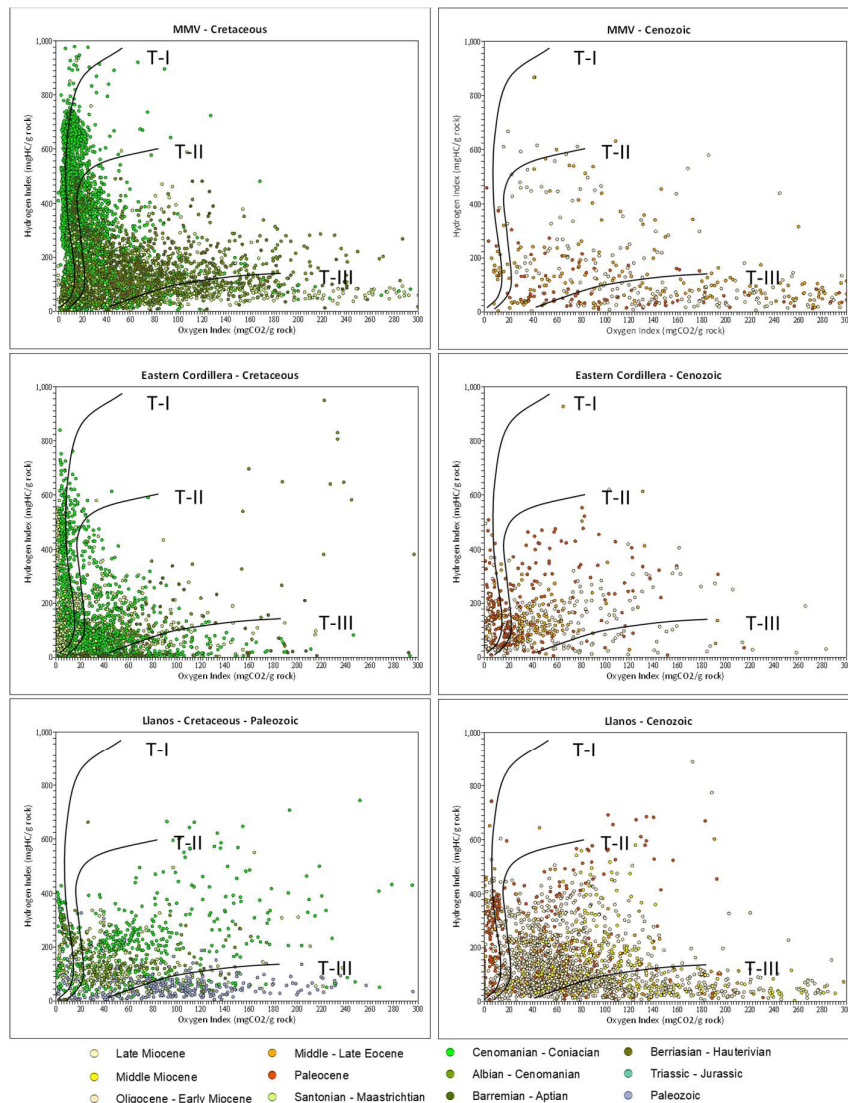 MMV - Cretaceous
1,000
800
600
400
200
0
Hydrogen Index (mgHC/g rock)
T-I
T-II
T-III
0 20 40 60 80 100 120 140 160 180 200 220 240 260 280 300
Oxygen Index (mgCO2/g rock)
MMV - Cenozoic
1,000
800
600
400
200
0
Hydrogen Index (mgHC/g rock)
T-I
T-II
T-III
0 20 40 60 80 100 120 140 160 180 200 220 240 260 280 300
Oxygen Index (mgCO2/g rock)
Eastern Cordillera - Cretaceous
1,000
800
600
400
200
0
Hydrogen Index (mgHC/g rock)
T-I
T-II
T-III
0 20 40 60 80 100 120 140 160 180 200 220 240 260 280 300
Oxygen Index (mgCO2/g rock)
Eastern Cordillera - Cenozoic
1,000
800
600
400
200
0
Hydrogen Index (mgHC/g rock)
T-I
T-II
T-III
0 20 40 60 80 100 120 140 160 180 200 220 240 260 280 300
Oxygen Index (mgCO2/g rock)
Llanos - Cretaceous - Paleozoic
1,000
800
600
400
200
0
Hydrogen Index (mgHC/g rock)
T-I
T-II
T-III
0 20 40 60 80 100 120 140 160 180 200 220 240 260 280 300
Oxygen Index (mgCO2/g rock)
Llanos - Cenozoic
1,000
800
600
400
200
0
Hydrogen Index (mgHC/g rock)
T-I
T-II
T-III
0 20 40 60 80 100 120 140 160 180 200 220 240 260 280 300
Oxygen Index (mgCO2/g rock)
Late Miocene
Middle Miocene
Oligocene - Early Miocene
Middle - Late Eocene
Paleocene
Santonian - Maastrichtian
Cenomanian - Coniacian
Albian - Cenomanian
Barremian - Aptian
Berriasian - Hauterivian
Triassic - Jurassic
Paleozoic